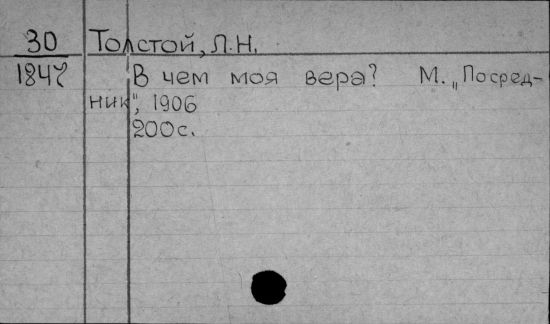 30 Толстой, Л.Н.
1847 В чем моя вера? М. „Посред-
ник", 1906
200с.